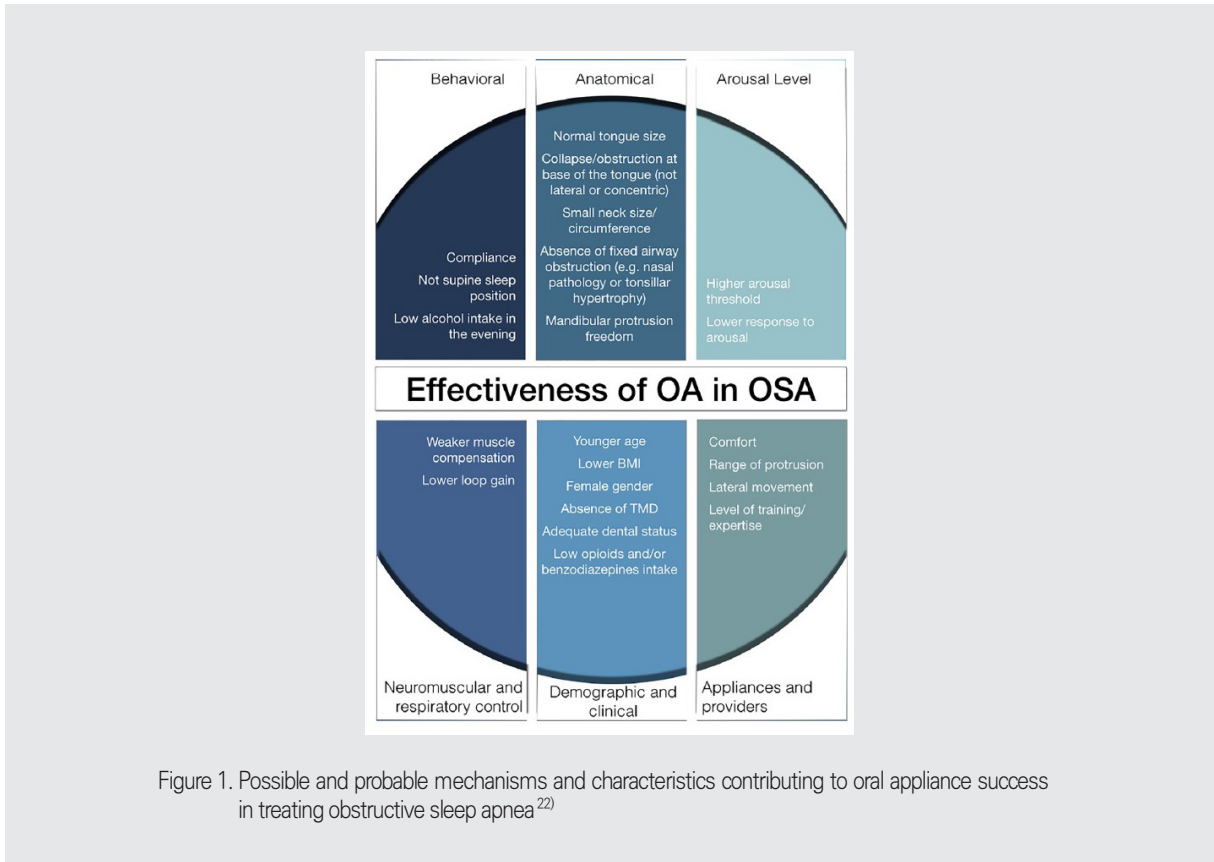 Behavioral
Compliance
Not supine sleep
position
Low alcohol intake in
the evening
Anatomical
Normal tongue size
Collapse/obstruction at
base of the tongue (not
lateral or concentric)
Small neck size/
circumference
Absence of fixed airway
obstruction (e.g. nasal
pathology or tonsillar
hypertrophy)
Mandibular protrusion
freedom
Arousal Level
Higher arousal
threshold
Lower response to
arousal
Effectiveness of OA in OSA
Weaker muscle
compensation
Lower loop gain
Neuromuscular and
respiratory control
Younger age
Lower BMI
Female gender
Absence of TMD
Adequate dental status
Low opioids and/or
benzodiazepines intake
Demographic and
clinical
Comfort
Range of protrusion
Lateral movement
Level of training/
expertise
Appliances and
providers
Figure 1. Possible and probable mechanisms and characteristics contributing to oral appliance success
in treating obstructive sleep apnea 22)